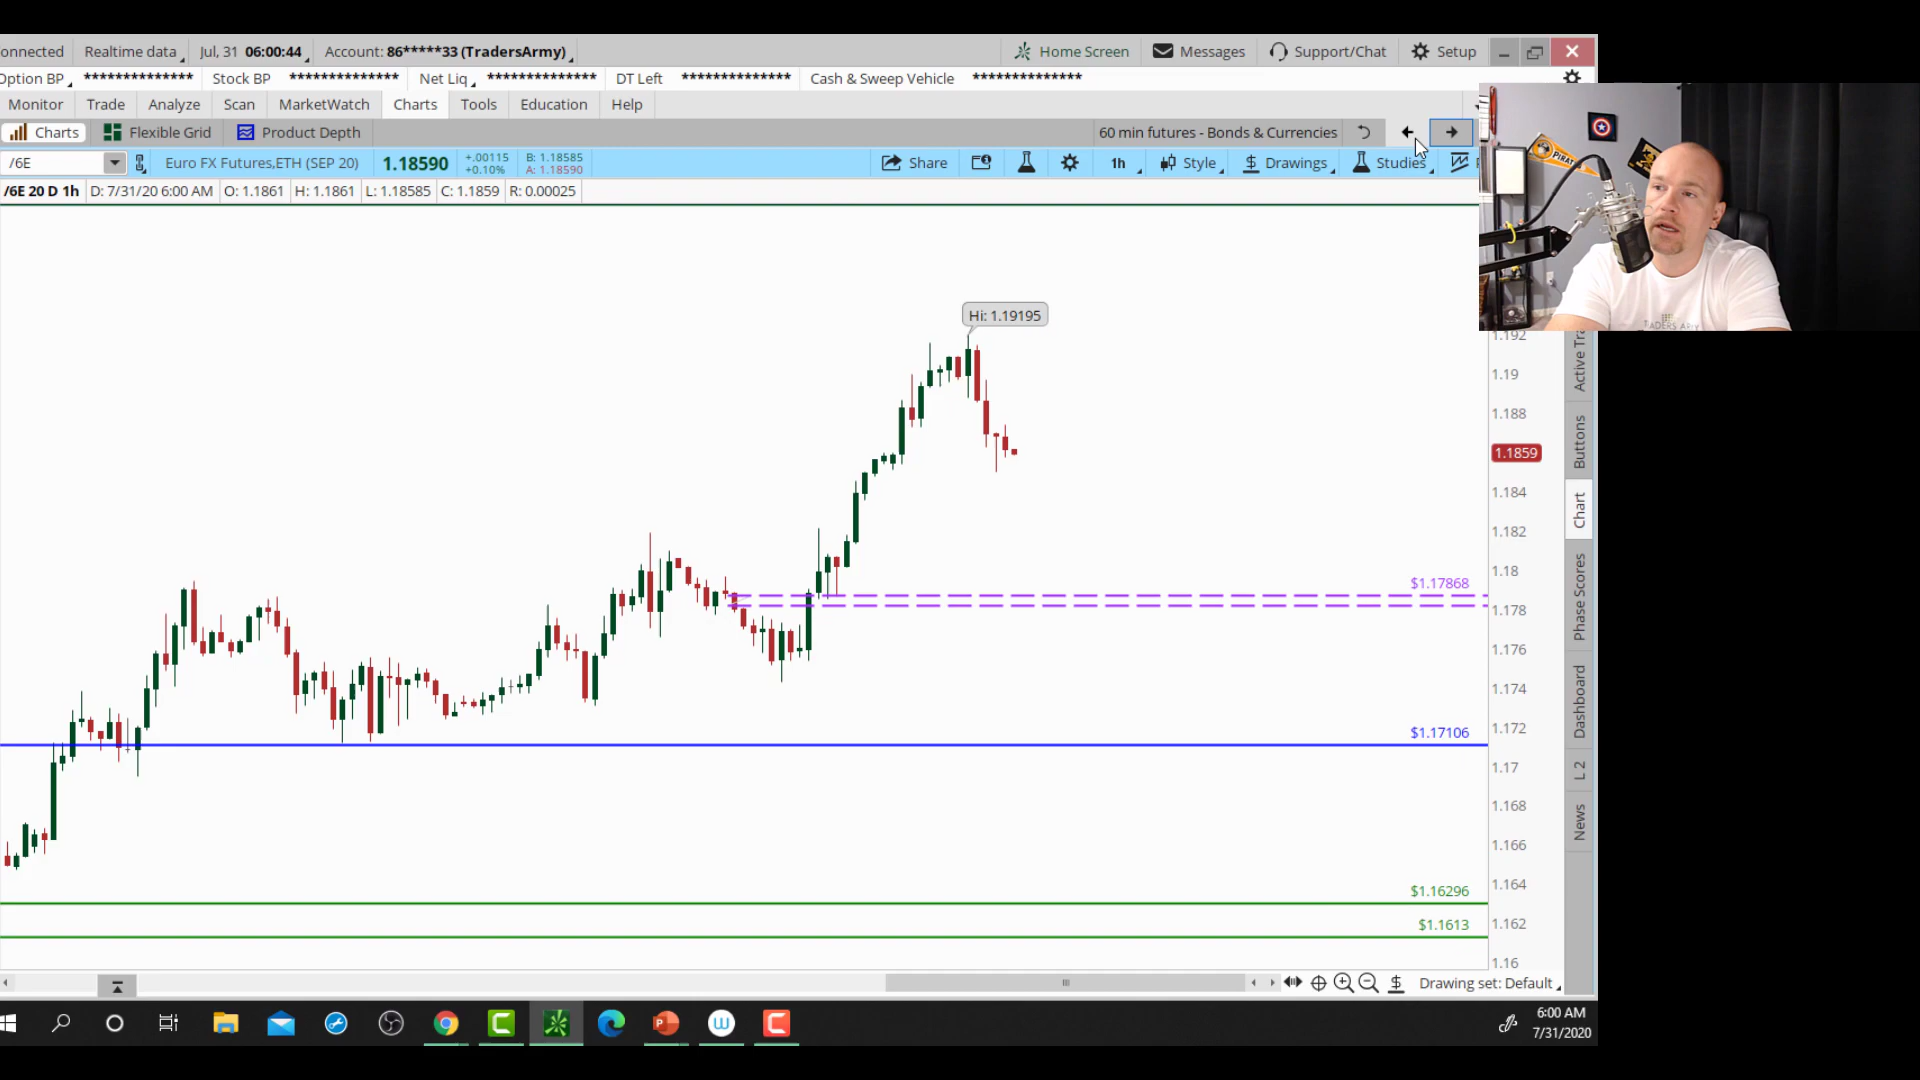 onnected Realtime data Jul, 31 06:00:44 Account: 86*****33 (TradersArmy) Home Screen Messages Support/Chat Setup
Option BP ************** Stock BP ************** Net Liq ************** DT Left ************** Cash & Sweep Vehicle **************
Monitor Trade Analyze Scan MarketWatch Charts Tools Education Help
Charts Flexible Grid Product Depth 60 min futures - Bonds & Currencies
/6E Euro FX Futures,ETH (SEP 20) 1.18590 +.00115 +0.10% B: 1.18585 A: 1.18590 Share 1h Style Drawings Studies
/6E 20 D 1h D: 7/31/20 6:00 AM O: 1.1861 H: 1.1861 L: 1.18585 C: 1.1859 R: 0.00025
PIRAT
Hi: 1.19195
1.192
1.19
1.188
1.1859
1.184
1.182
1.18
$1.17868
1.178
1.176
1.174
$1.17106
1.172
1.17
1.168
1.166
$1.16296
1.164
$1.1613
1.162
1.16
Active Tra
Buttons
Chart
Phase Scores
Dashboard
L 2
News
TRADERS ARMY
Drawing set: Default
6:00 AM
7/31/2020